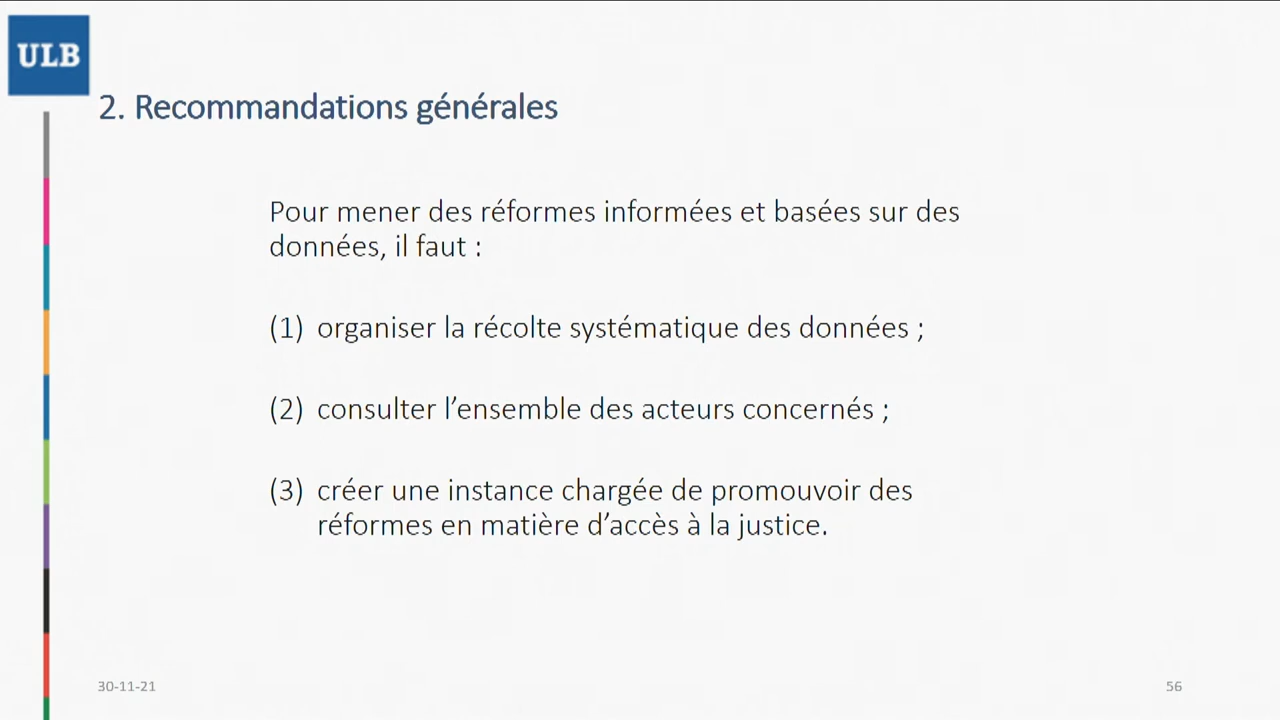 ULB
2. Recommandations générales
Pour mener des réformes informées et basées sur des
données, il faut :
(1) organiser la récolte systématique des données ;
(2) consulter l’ensemble des acteurs concernés ;
(3) créer une instance chargée de promouvoir des
réformes en matière d’accès à la justice.
30-11-21
56